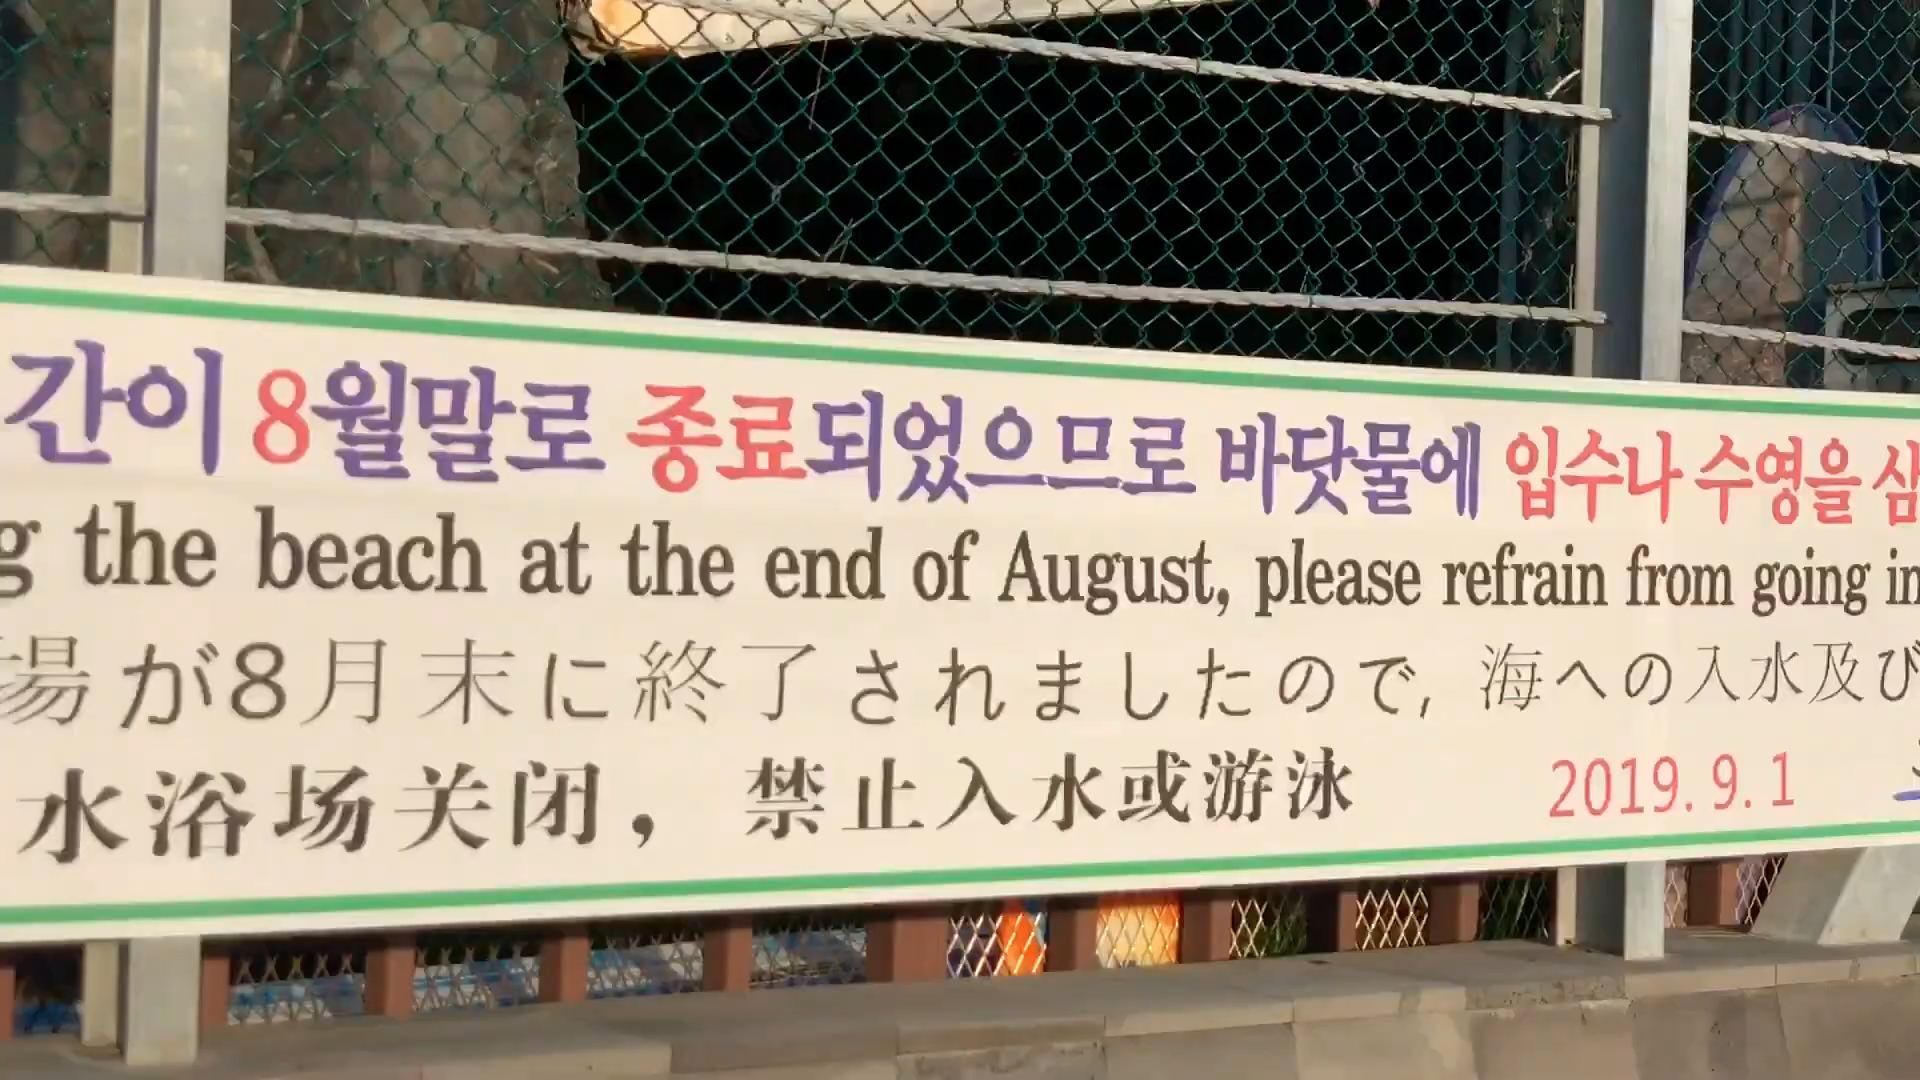 간이 8월말로 종료되었으므로 바닷물에 입수나 수영을 삼
g the beach at the end of August, please refrain from going in
場が8月末に終了されましたので, 海への入水及び
水浴场关闭，禁止入水或游泳
2019. 9. 1